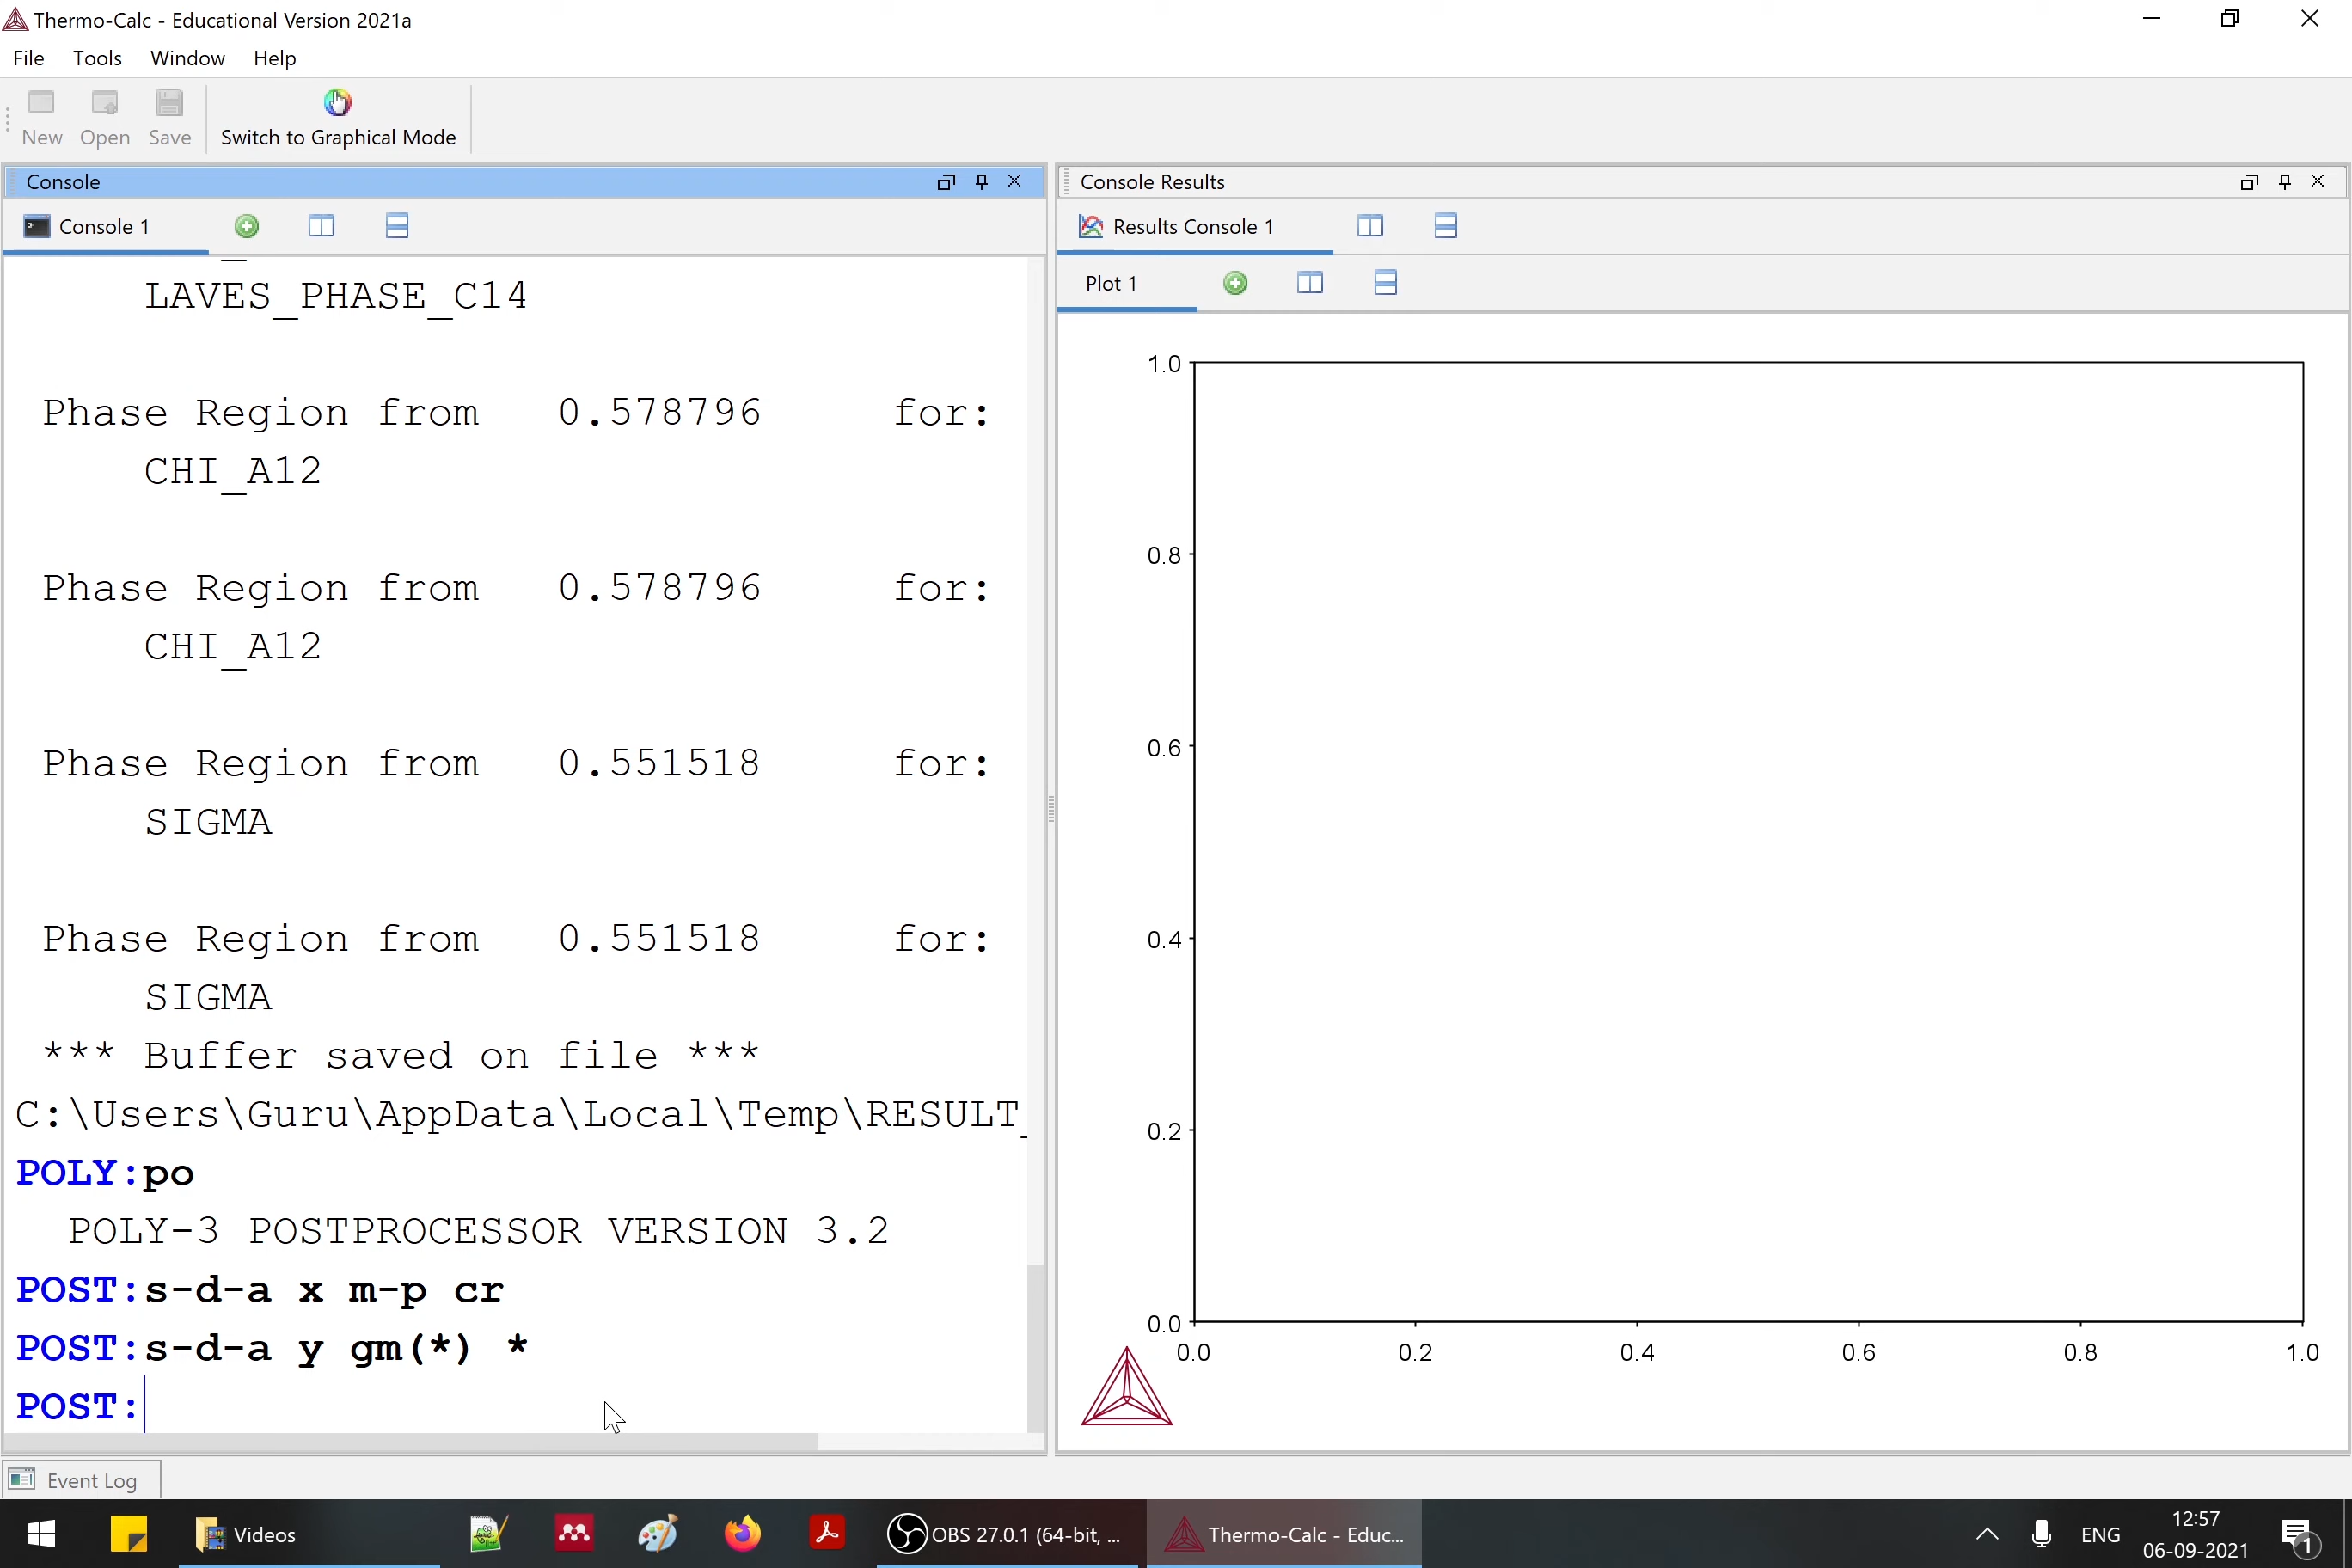 Thermo-Calc - Educational Version 2021a
File Tools Window Help
New Open Save Switch to Graphical Mode
Console
Console 1
LAVES_PHASE_C14
Phase Region from 0.578796 for:
CHI_A12
Phase Region from 0.578796 for:
CHI_A12
Phase Region from 0.551518 for:
SIGMA
Phase Region from 0.551518 for:
SIGMA
*** Buffer saved on file ***
C:\Users\Guru\AppData\Local\Temp\RESULT_
POLY:po
POLY-3 POSTPROCESSOR VERSION 3.2
POST:s-d-a x m-p cr
POST:s-d-a y gm(*) *
POST:
Console Results
Results Console 1
Plot 1
1.0
0.8
0.6
0.4
0.2
0.0
0.0 0.2 0.4 0.6 0.8 1.0
Event Log
Videos
OBS 27.0.1 (64-bit, ...
Thermo-Calc - Educ...
ENG
12:57
06-09-2021
1